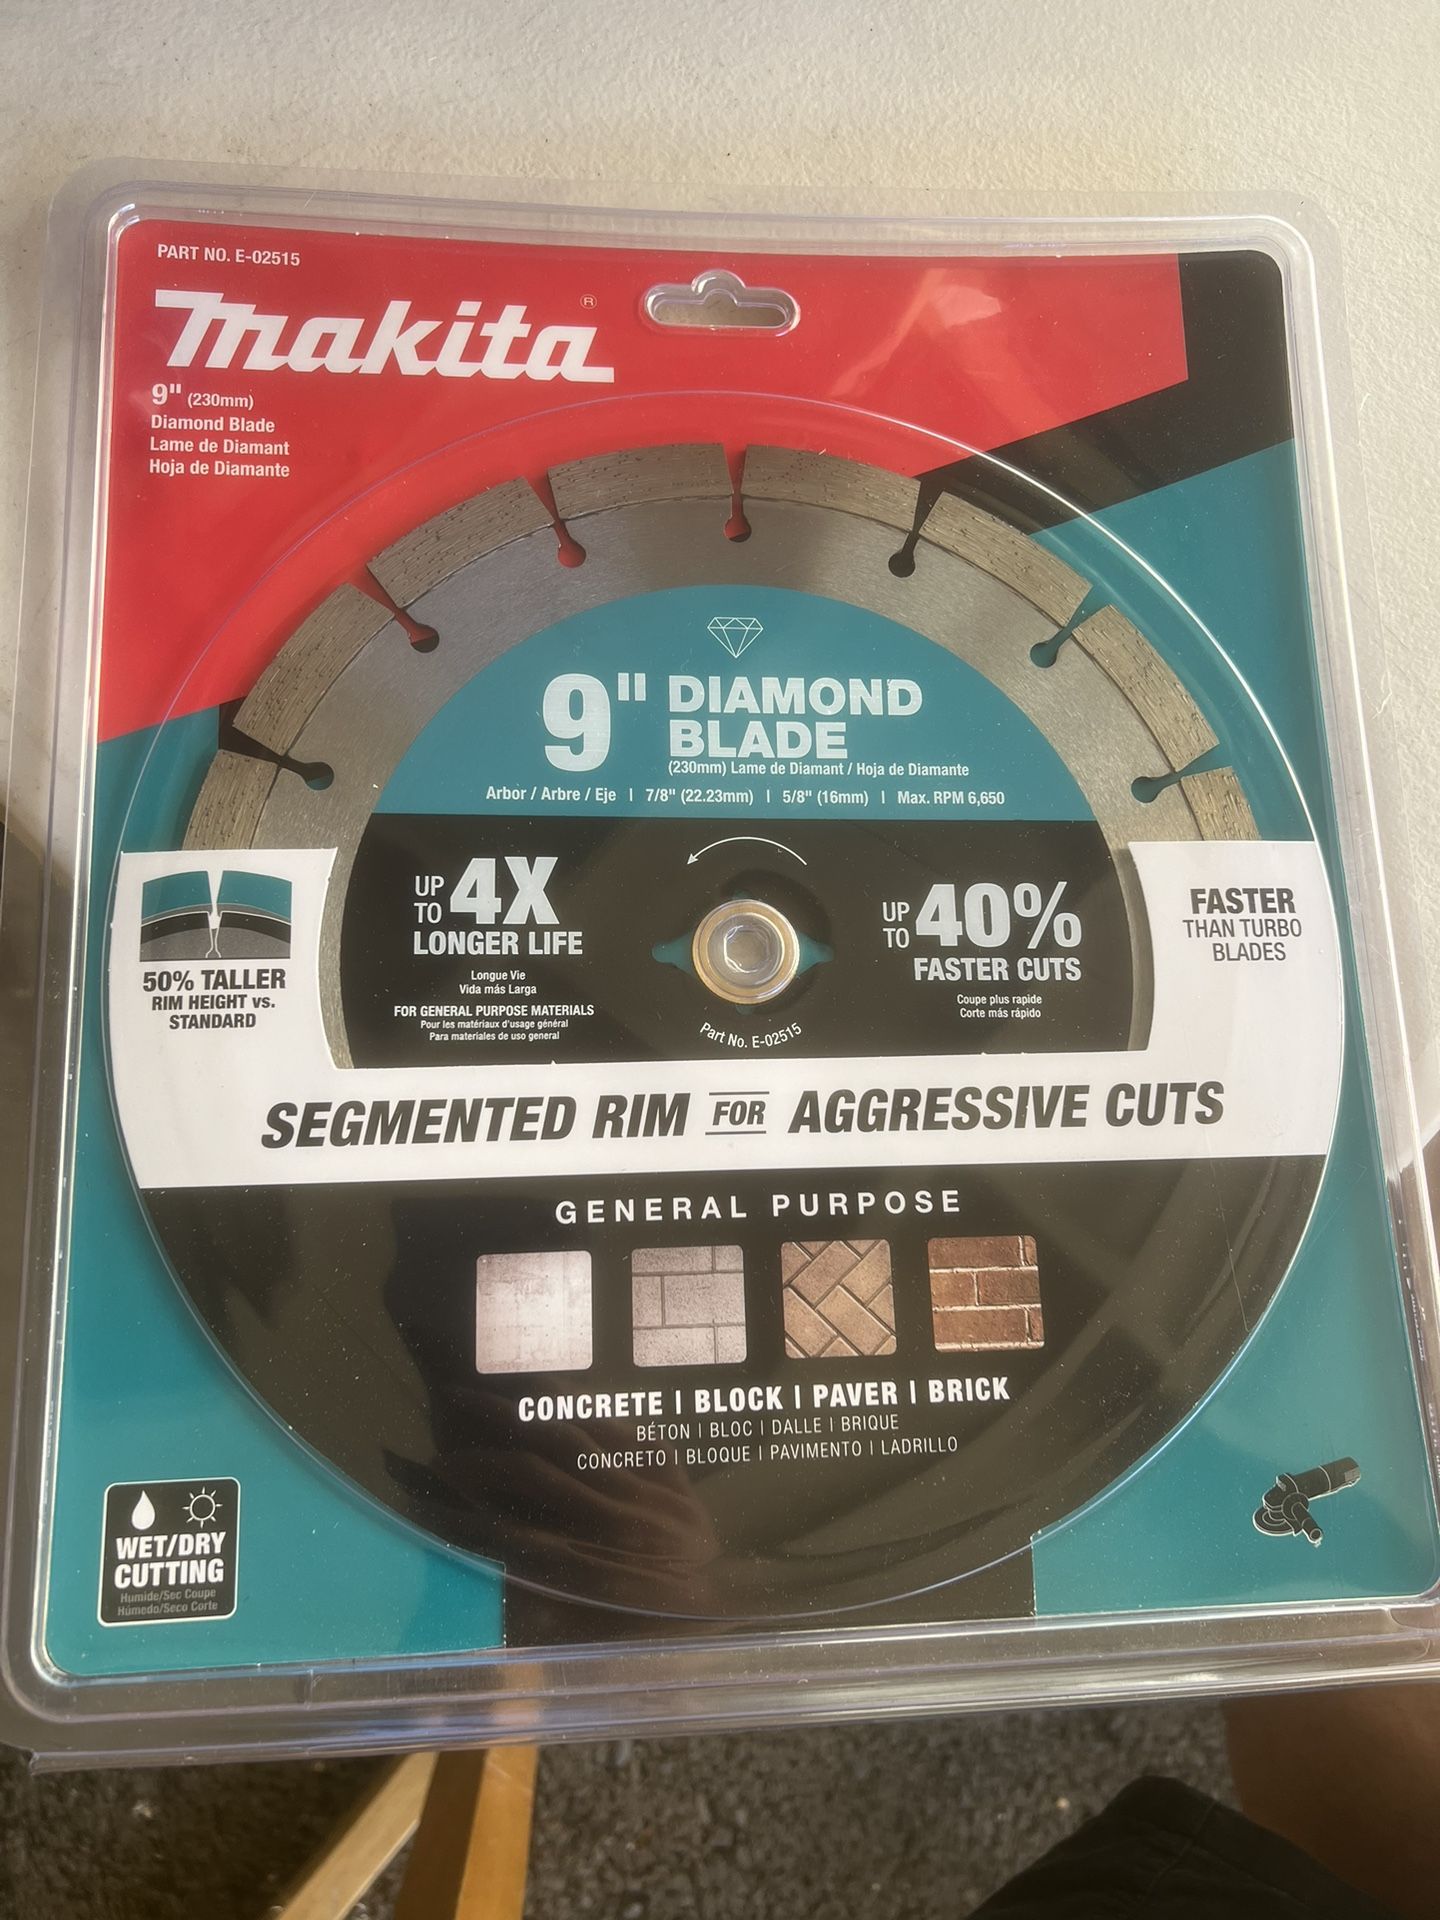 PART NO. E-02515
makita®
9" (230mm)
Diamond Blade
Lame de Diamant
Hoja de Diamante
9" DIAMOND
BLADE
(230mm) Lame de Diamant / Hoja de Diamante
Arbor / Arbre / Eje | 7/8" (22.23mm) | 5/8" (16mm) | Max. RPM 6,650
UP TO 4X
LONGER LIFE
Longue Vie
Vida más Larga
FOR GENERAL PURPOSE MATERIALS
Pour les matériaux d'usage général
Para materiales de uso general
Part No. E-02515
UP TO 40%
FASTER CUTS
Coupe plus rapide
Corte más rápido
50% TALLER
RIM HEIGHT vs.
STANDARD
FASTER
THAN TURBO
BLADES
SEGMENTED RIM FOR AGGRESSIVE CUTS
GENERAL PURPOSE
CONCRETE | BLOCK | PAVER | BRICK
BÉTON | BLOC | DALLE | BRIQUE
CONCRETO | BLOQUE | PAVIMENTO | LADRILLO
WET/DRY
CUTTING
Humide/Sec Coupe
Húmedo/Seco Corte